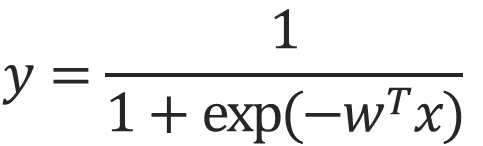 y = 1 / (1 + exp(−wᵀx))